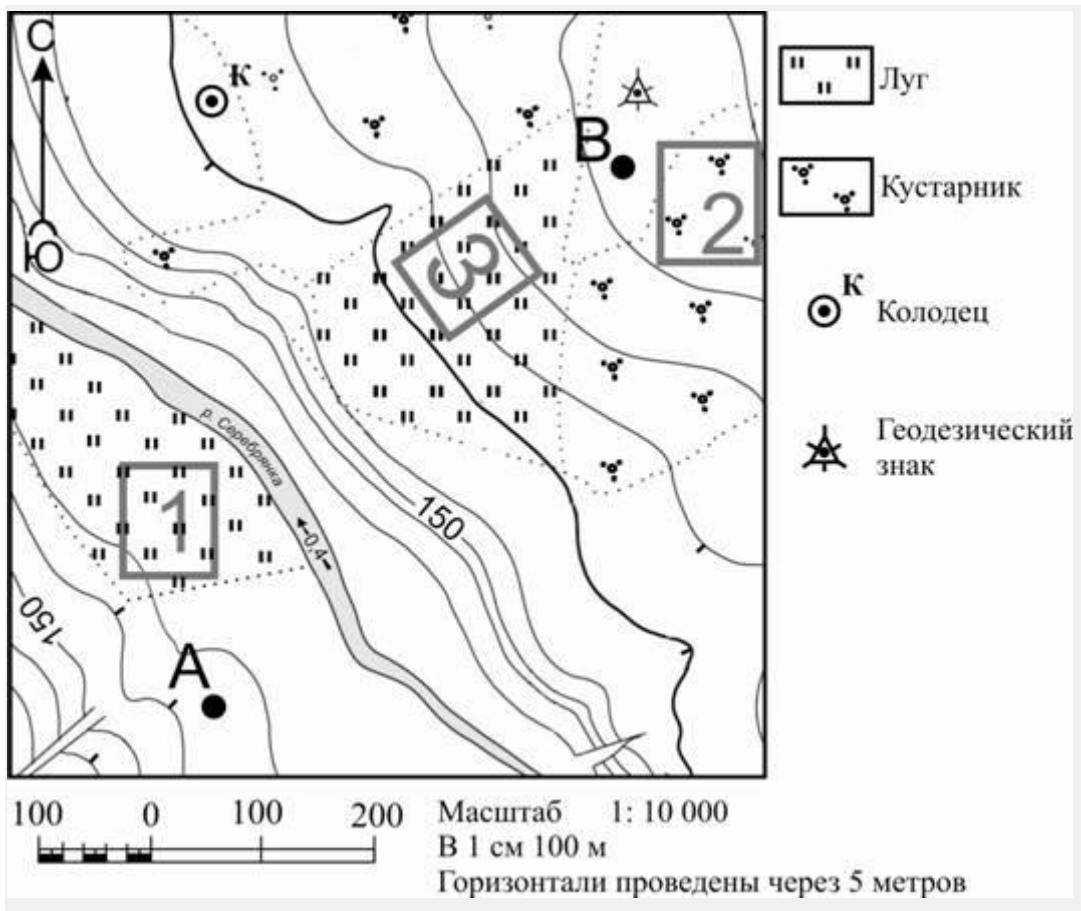 С
Ю
К
В
2
3
150
р. Серебрянка
0,4
1
150
А
Луг
Кустарник
К
Колодец
Геодезический
знак
100 0 100 200
Масштаб 1: 10 000
В 1 см 100 м
Горизонтали проведены через 5 метров